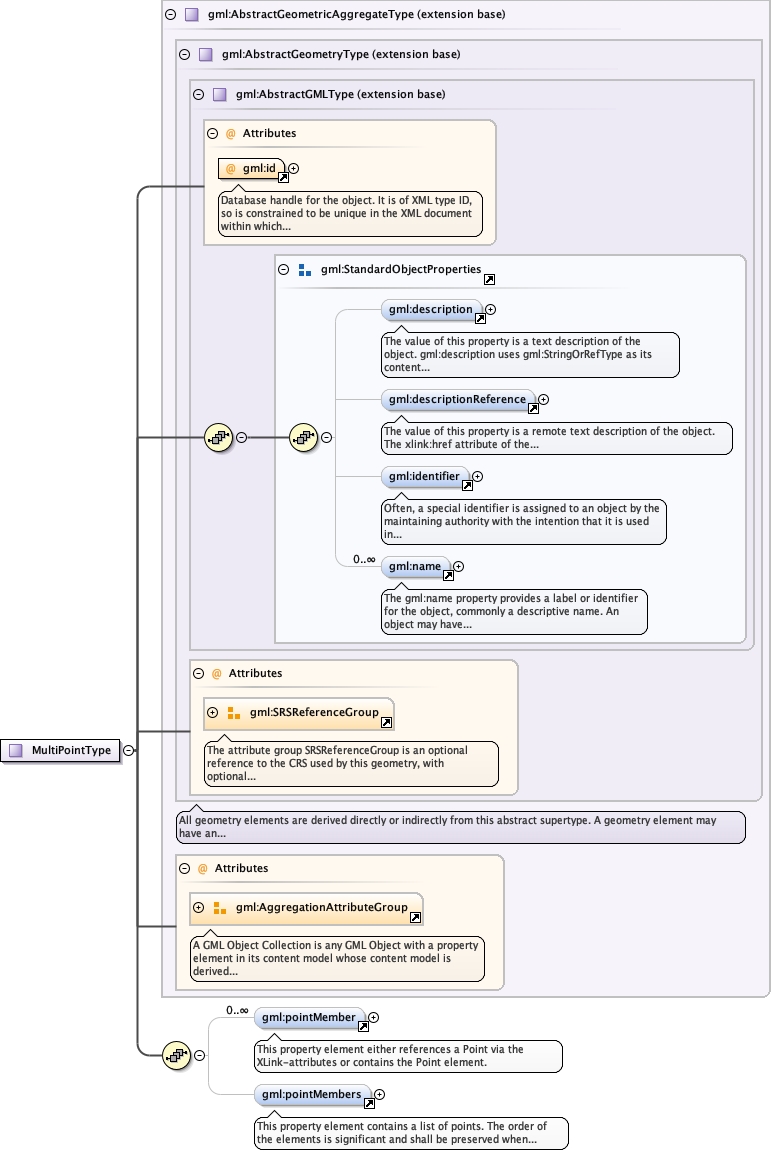 gml:AbstractGeometricAggregateType (extension base)
gml:AbstractGeometryType (extension base)
gml:AbstractGMLType (extension base)
@ Attributes
@ gml:id
Database handle for the object. It is of XML type ID,
so is constrained to be unique in the XML document
within which...
gml:StandardObjectProperties
gml:description
The value of this property is a text description of the
object. gml:description uses gml:StringOrRefType as its
content...
gml:descriptionReference
The value of this property is a remote text description of the object.
The xlink:href attribute of the...
gml:identifier
Often, a special identifier is assigned to an object by the
maintaining authority with the intention that it is used
in...
0..∞
gml:name
The gml:name property provides a label or identifier
for the object, commonly a descriptive name. An
object may have...
@ Attributes
gml:SRSReferenceGroup
The attribute group SRSReferenceGroup is an optional
reference to the CRS used by this geometry, with
optional...
MultiPointType
All geometry elements are derived directly or indirectly from this abstract supertype. A geometry element may
have an...
@ Attributes
gml:AggregationAttributeGroup
A GML Object Collection is any GML Object with a property
element in its content model whose content model is
derived...
0..∞
gml:pointMember
This property element either references a Point via the
XLink-attributes or contains the Point element.
gml:pointMembers
This property element contains a list of points. The order of
the elements is significant and shall be preserved when...